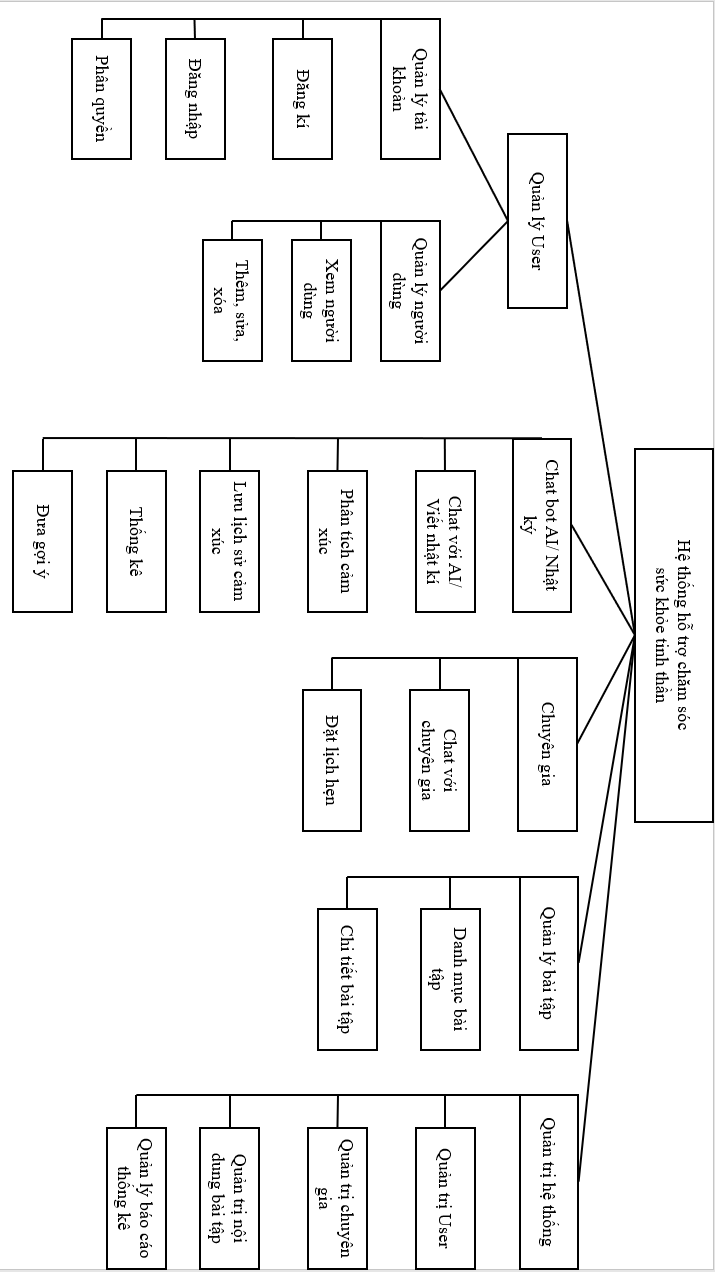 Hệ thống hỗ trợ chăm sóc
sức khỏe tinh thần
Quản lý User
Quản lý tài
khoản
Đăng kí
Đăng nhập
Phân quyền
Quản lý người
dùng
Xem người
dùng
Thêm, sửa,
xóa
Chat bot AI/ Nhật
ký
Chat với AI/
Viết nhật kí
Phân tích cảm
xúc
Lưu lịch sử cảm
xúc
Thống kê
Đưa gợi ý
Chuyên gia
Chat với
chuyên gia
Đặt lịch hẹn
Quản lý bài tập
Danh mục bài
tập
Chi tiết bài tập
Quản trị hệ thống
Quản trị User
Quản trị chuyên
gia
Quản trị nội
dung bài tập
Quản lý báo cáo
thống kê